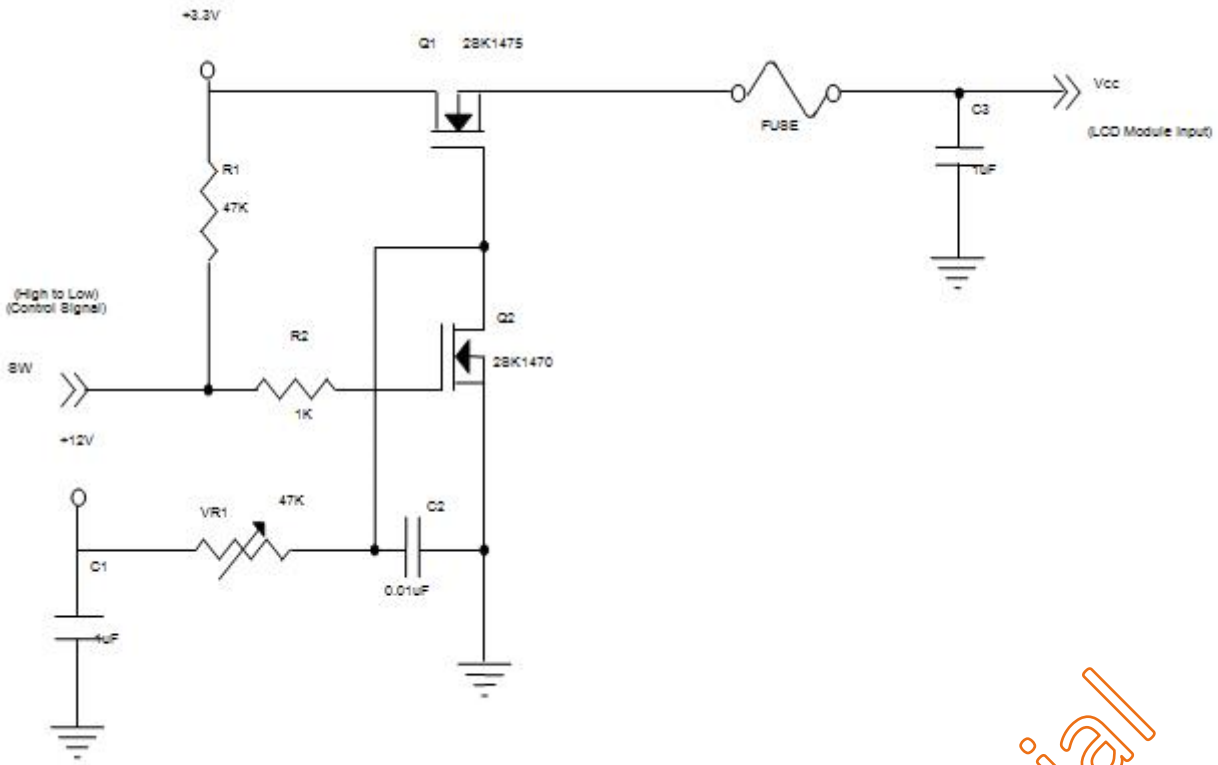 +3.3V
Q1 2SK1475
Vcc
C3
FUSE
(LCD Module Input)
1uF
R1
47K
(High to Low)
(Control Signal)
Q2
R2
2SK1470
SW
1K
+12V
47K
VR1
C2
C1
0.01uF
1uF